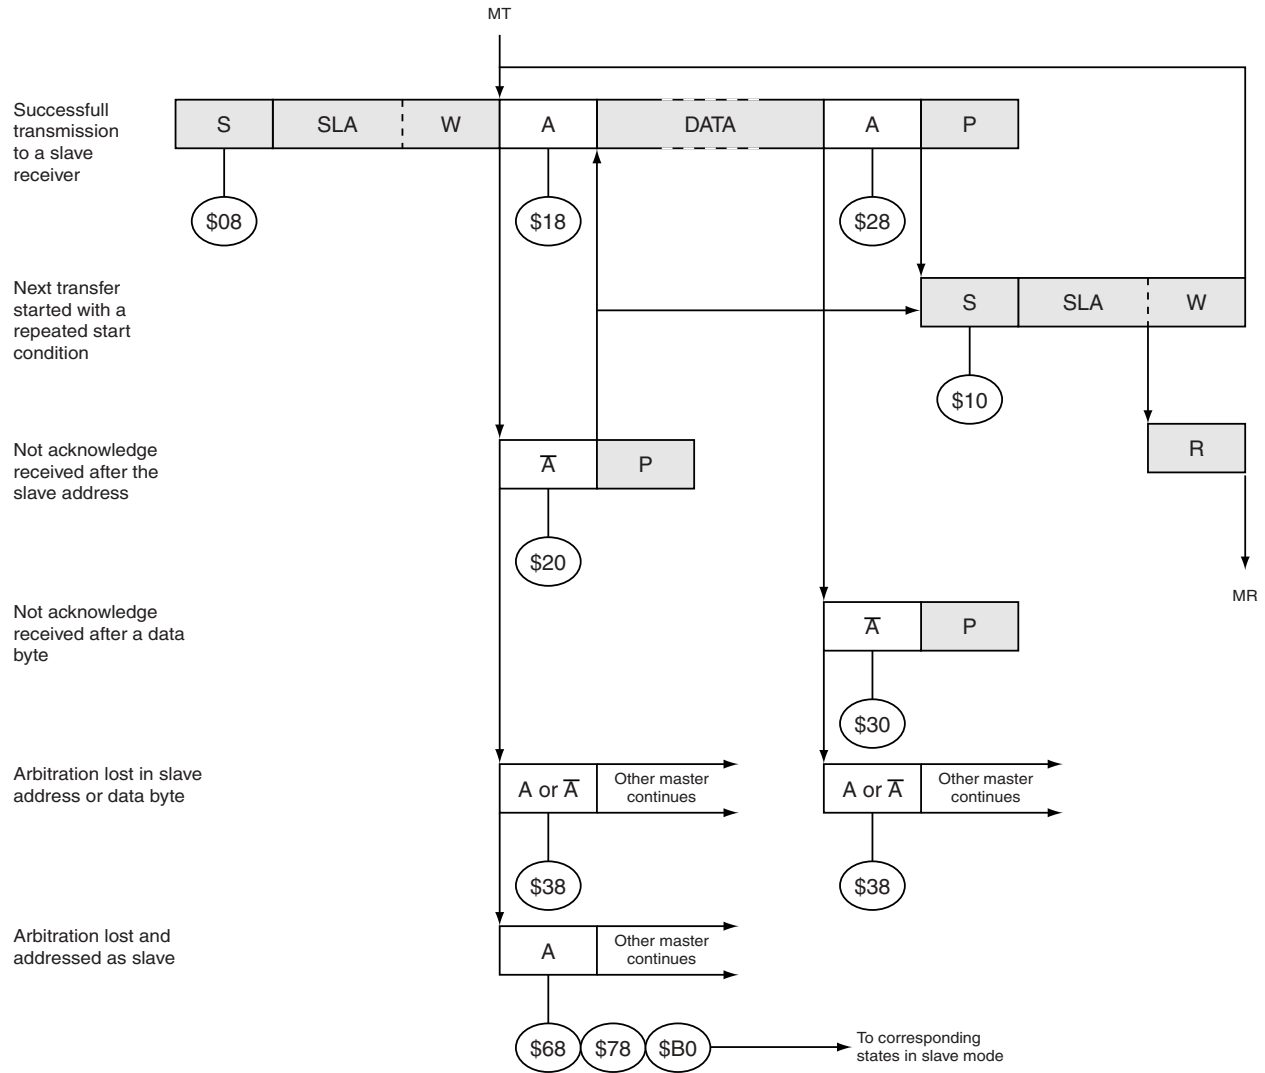 MT
Successfull
transmission
to a slave
receiver
S SLA W A DATA A P
$08 $18 $28
Next transfer
started with a
repeated start
condition
S SLA W
$10
Not acknowledge
received after the
slave address
A̅ P
R
$20
MR
Not acknowledge
received after a data
byte
A̅ P
$30
Arbitration lost in slave
address or data byte
A or A̅
Other master
continues
A or A̅
Other master
continues
$38 $38
Arbitration lost and
addressed as slave
A
Other master
continues
$68 $78 $B0
To corresponding
states in slave mode